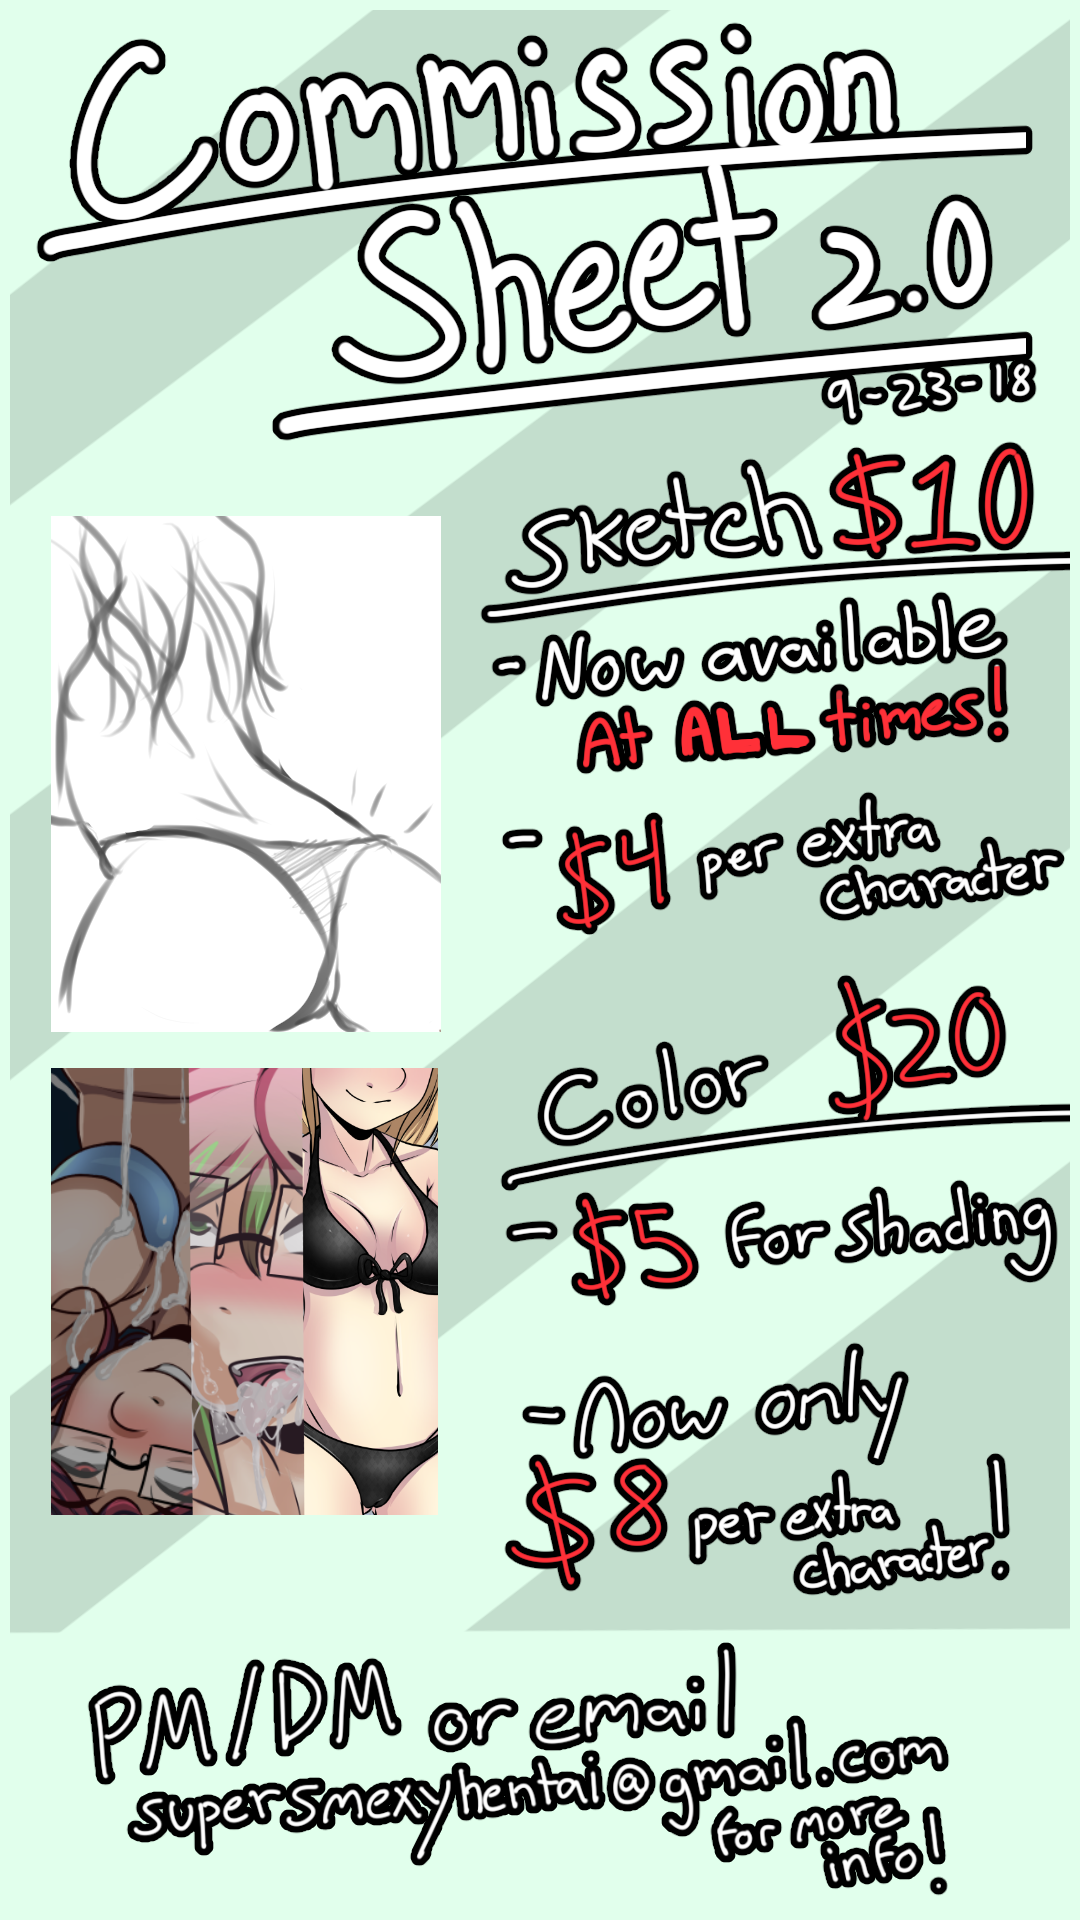 Commission
Sheet 2.0
9-23-18
Sketch $10
- Now available
At ALL times!
- $4 per extra
character
Color $20
- $5 for shading
- Now only
$8 per extra
character!
PM/DM or email
supersmexyhentai@gmail.com
for more
info!